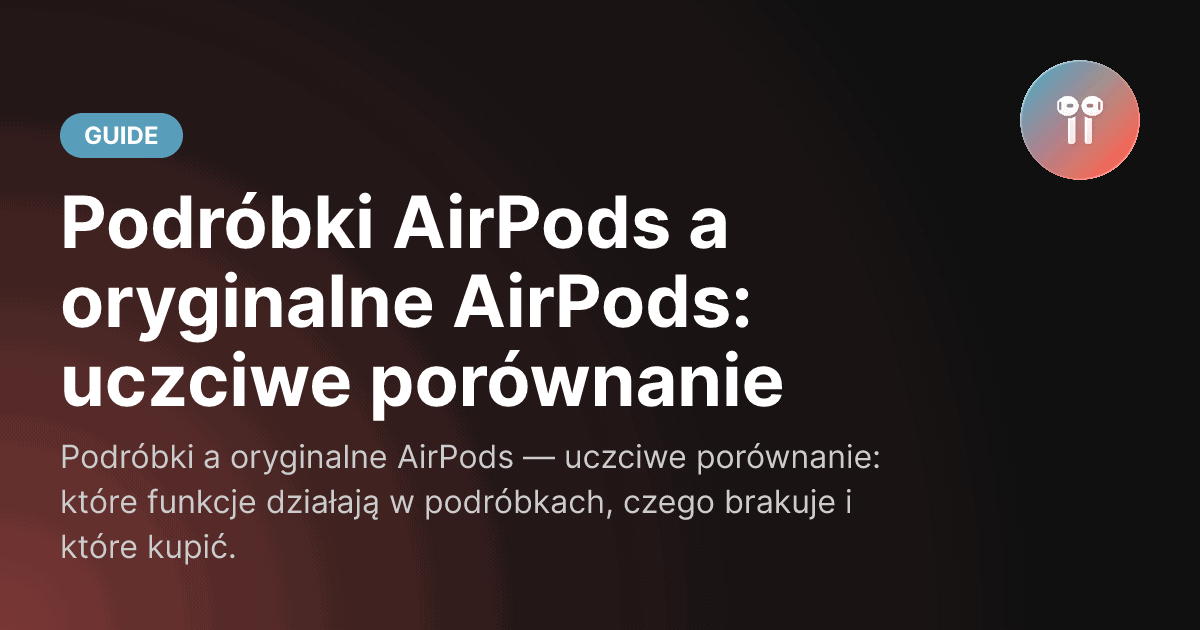 GUIDE
Podróbki AirPods a
oryginalne AirPods:
uczciwe porównanie
Podróbki a oryginalne AirPods — uczciwe porównanie:
które funkcje działają w podróbkach, czego brakuje i
które kupić.